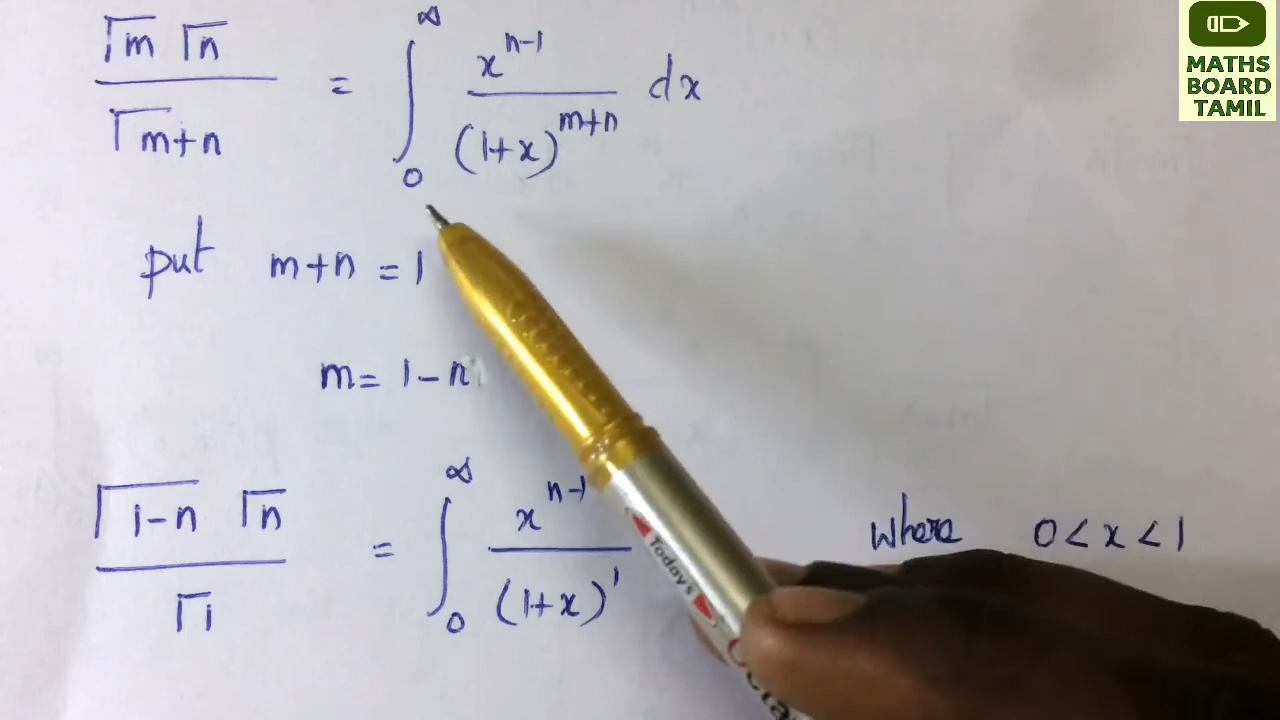 Γm Γn / Γm+n = ∫₀^∞ x^(n-1) / (1+x)^(m+n) dx
put m+n = 1
m = 1-n
Γ1-n Γn / Γ1 = ∫₀^∞ x^(n-1) / (1+x)^1 where 0<x<1
MATHS
BOARD
TAMIL
Today's